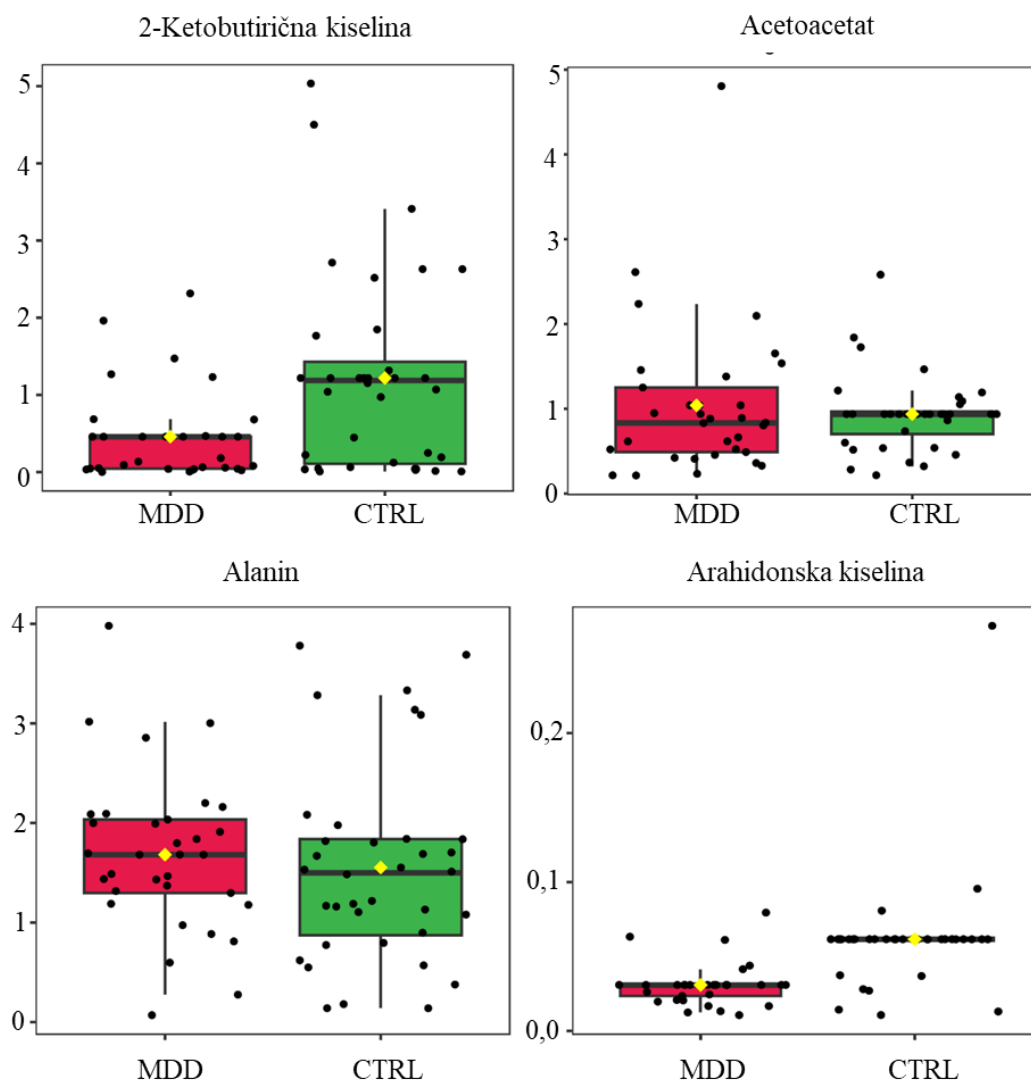 2-Ketobutirična kiselina
5
4
3
2
1
0
MDD CTRL
Acetoacetat
5
4
3
2
1
0
MDD CTRL
Alanin
4
3
2
1
0
MDD CTRL
Arahidonska kiselina
0,2
0,1
0,0
MDD CTRL